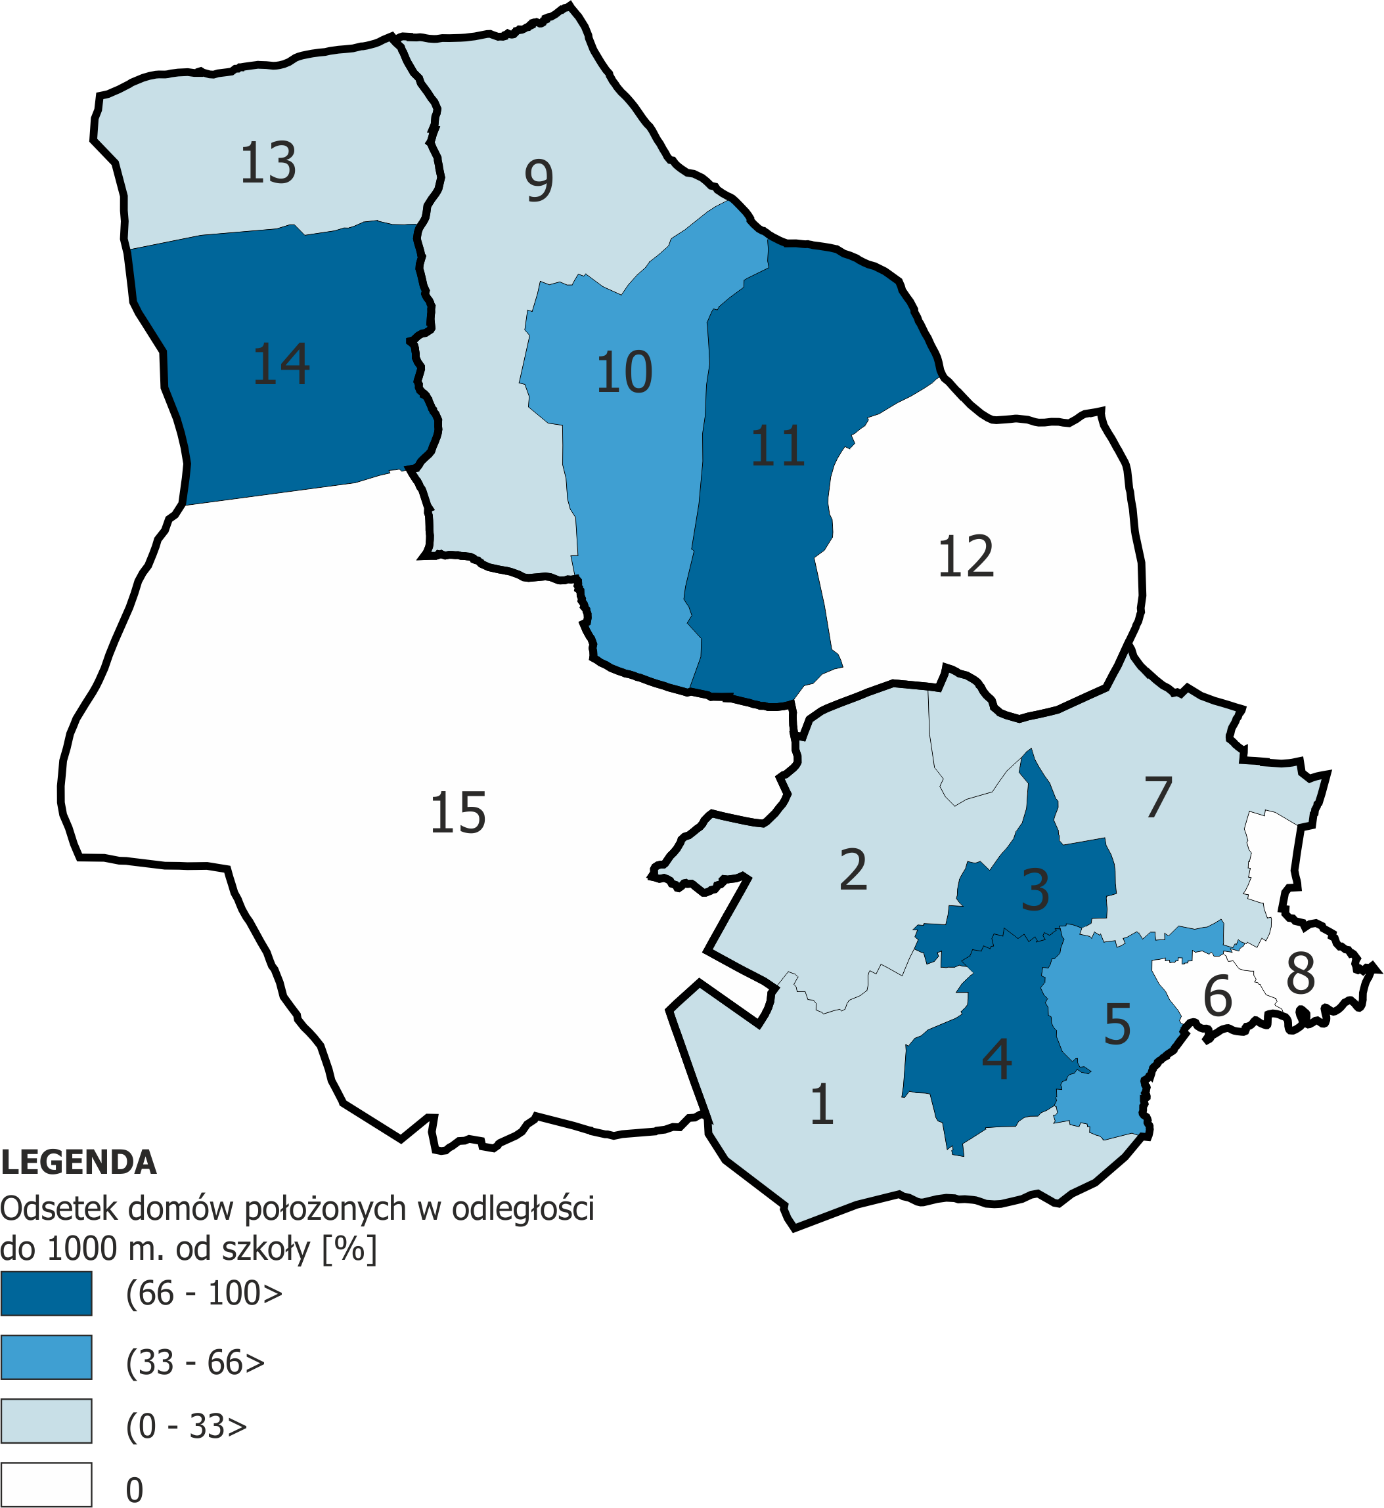 13
9
14
10
11
12
15
7
2
3
8
6
5
4
1
LEGENDA
Odsetek domów położonych w odległości
do 1000 m. od szkoły [%]
(66 - 100>
(33 - 66>
(0 - 33>
0